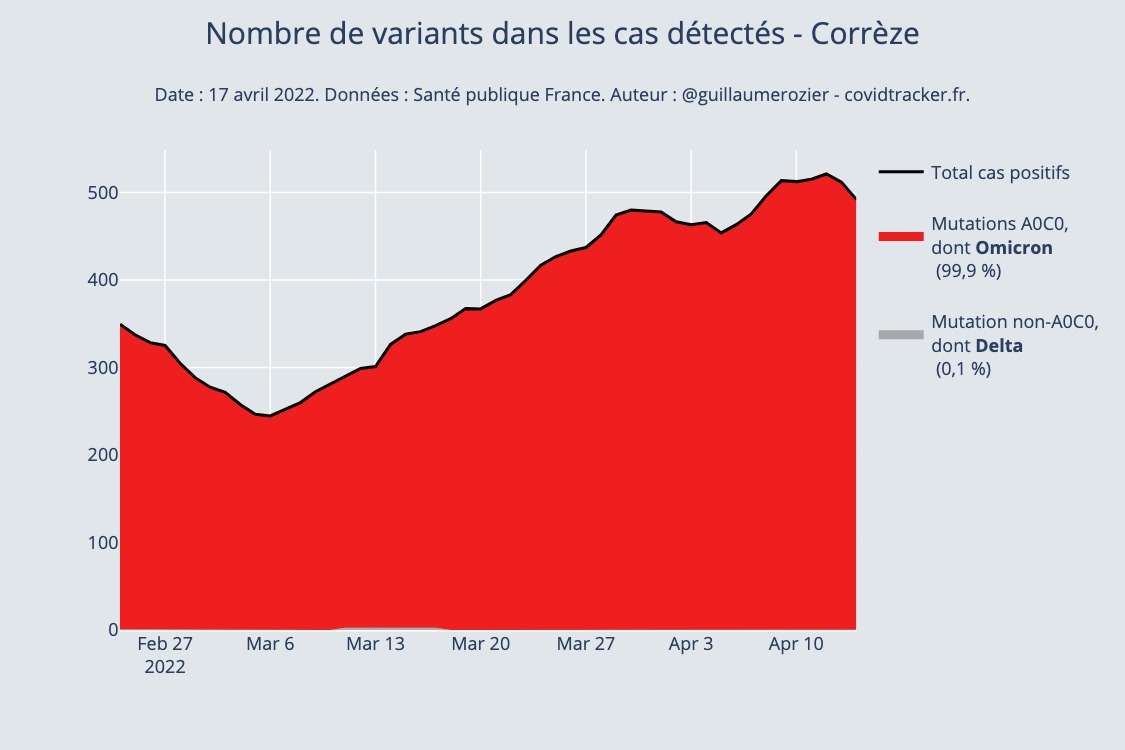 Nombre de variants dans les cas détectés - Corrèze
Date : 17 avril 2022. Données : Santé publique France. Auteur : @guillaumerozier - covidtracker.fr.
500
400
300
200
100
0
Feb 27
2022
Mar 6
Mar 13
Mar 20
Mar 27
Apr 3
Apr 10
Total cas positifs
Mutations A0C0,
dont Omicron
(99,9 %)
Mutation non-A0C0,
dont Delta
(0,1 %)